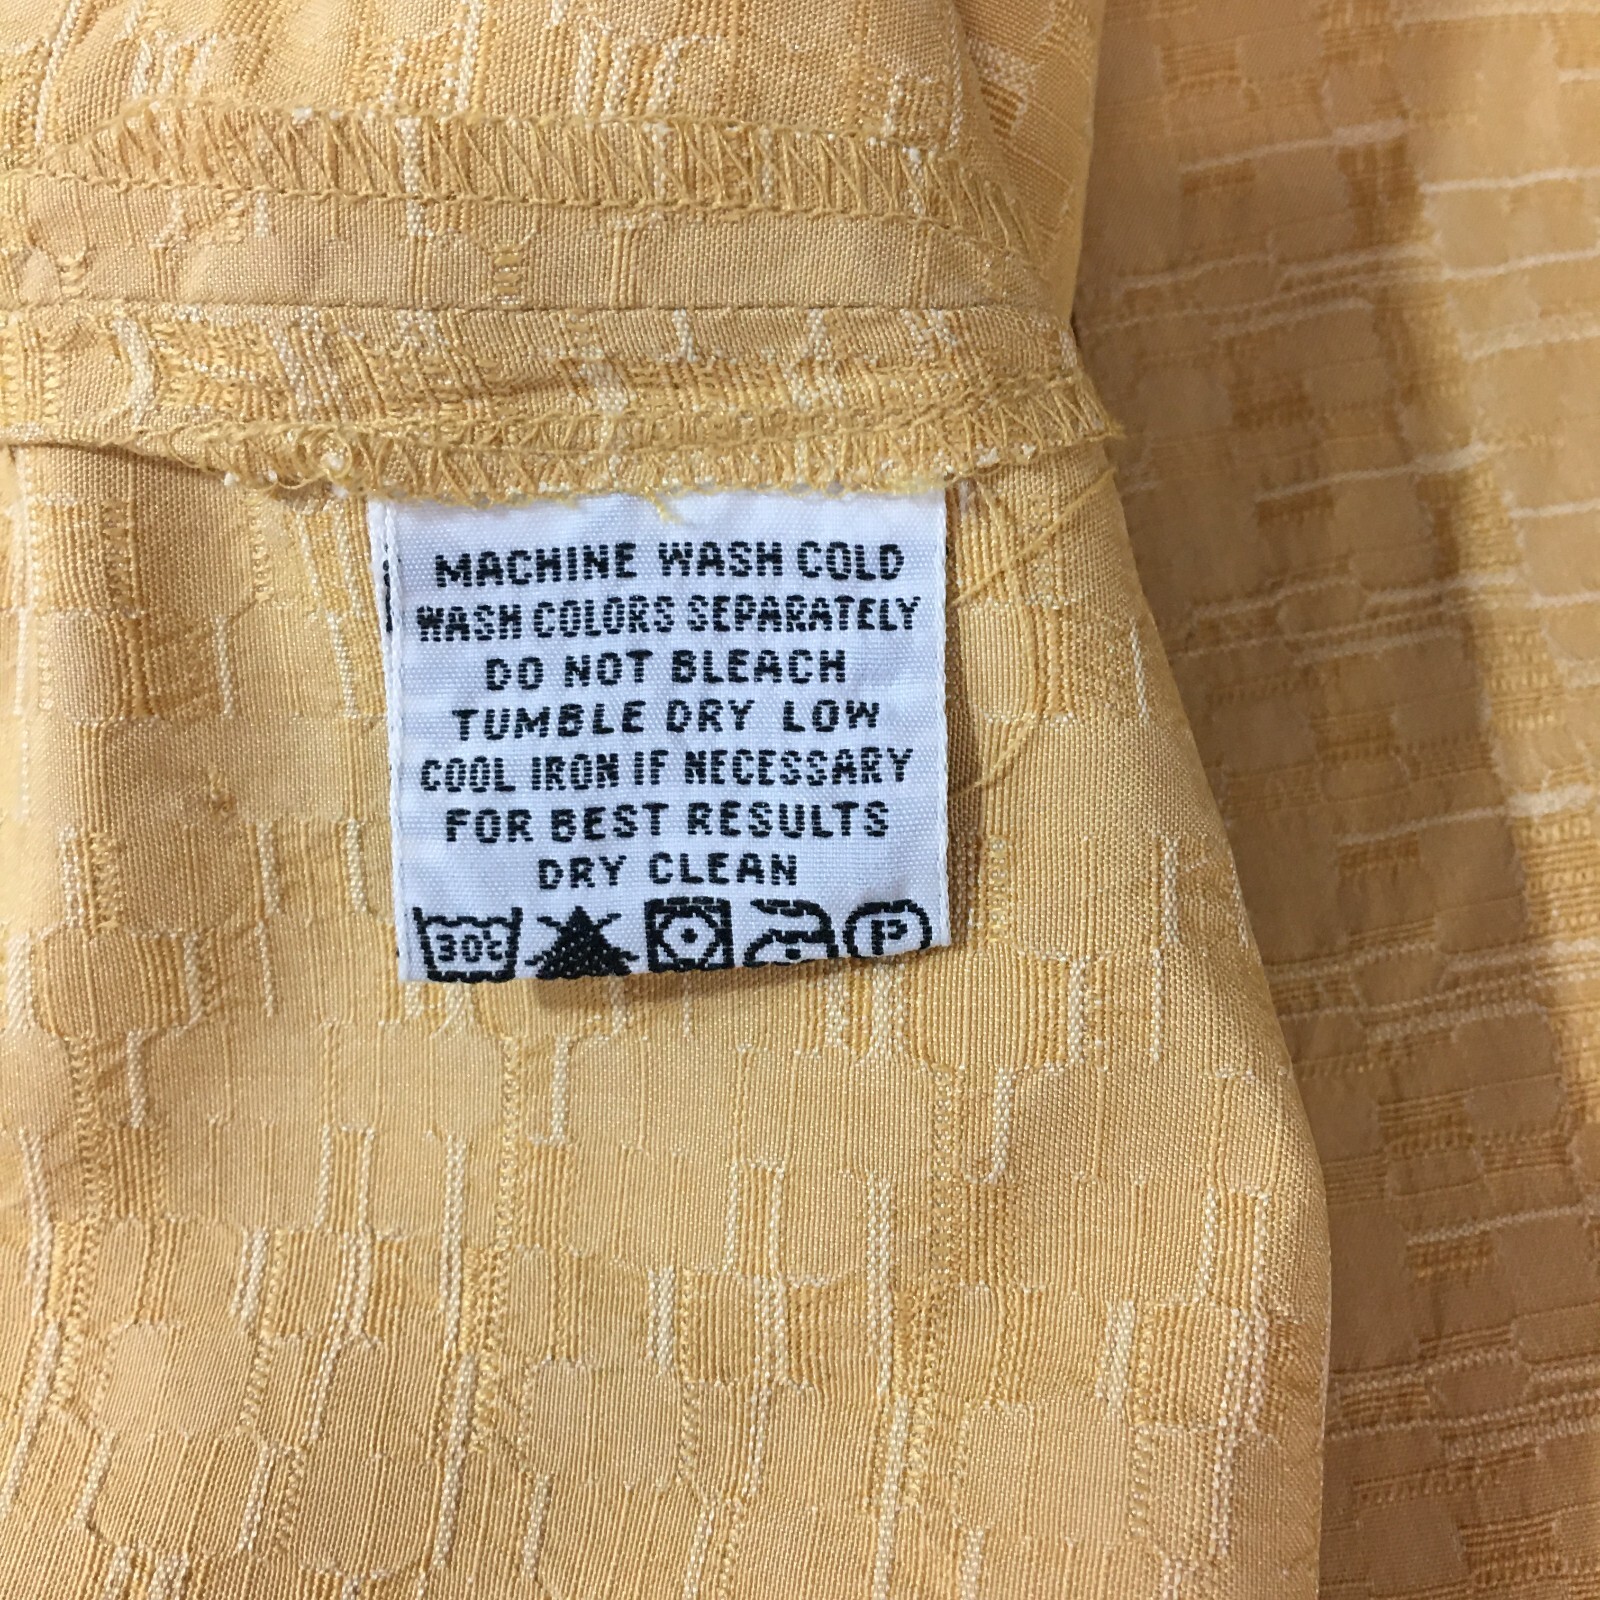 MACHINE WASH COLD
WASH COLORS SEPARATELY
DO NOT BLEACH
TUMBLE DRY LOW
COOL IRON IF NECESSARY
FOR BEST RESULTS
DRY CLEAN
30c P